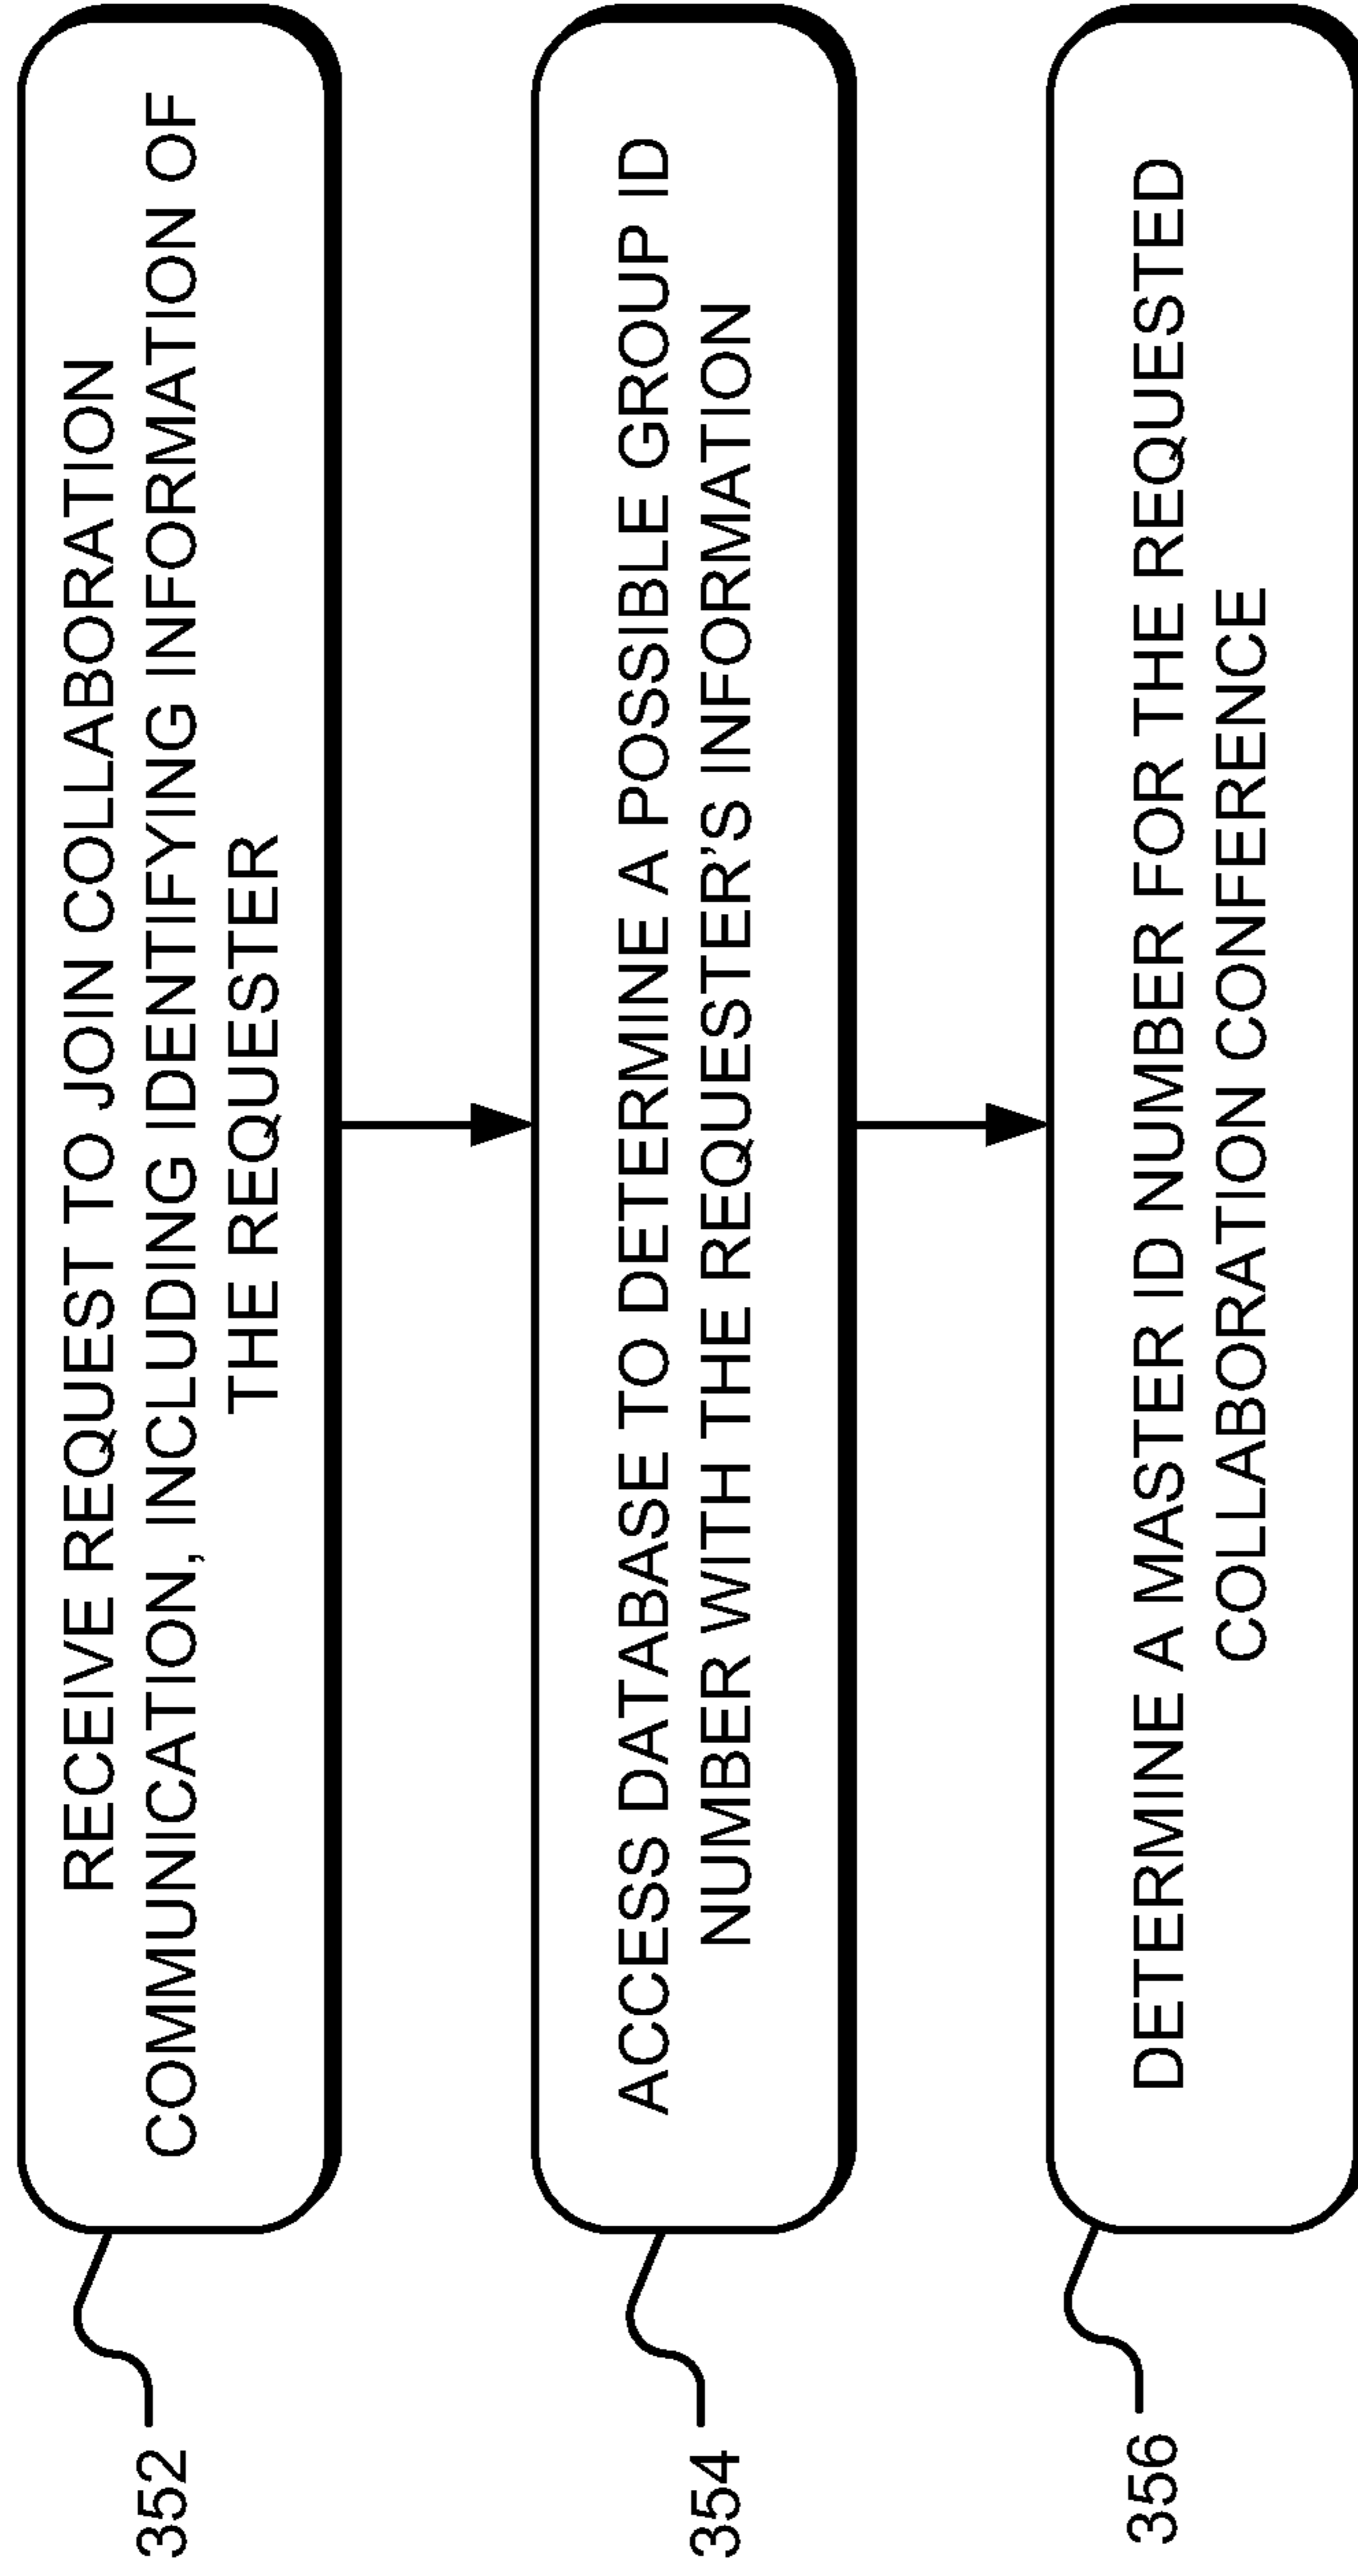 352
RECEIVE REQUEST TO JOIN COLLABORATION
COMMUNICATION, INCLUDING IDENTIFYING INFORMATION OF
THE REQUESTER
354
ACCESS DATABASE TO DETERMINE A POSSIBLE GROUP ID
NUMBER WITH THE REQUESTER'S INFORMATION
356
DETERMINE A MASTER ID NUMBER FOR THE REQUESTED
COLLABORATION CONFERENCE